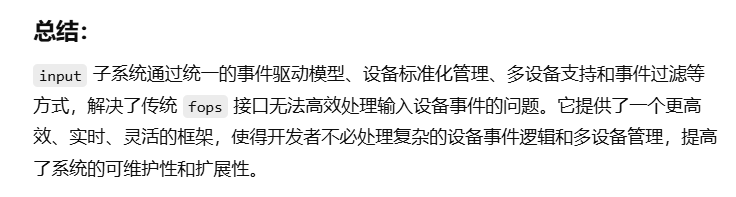 总结：
input 子系统通过统一的事件驱动模型、设备标准化管理、多设备支持和事件过滤等
方式，解决了传统 fops 接口无法高效处理输入设备事件的问题。它提供了一个更高
效、实时、灵活的框架，使得开发者不必处理复杂的设备事件逻辑和多设备管理，提高
了系统的可维护性和扩展性。